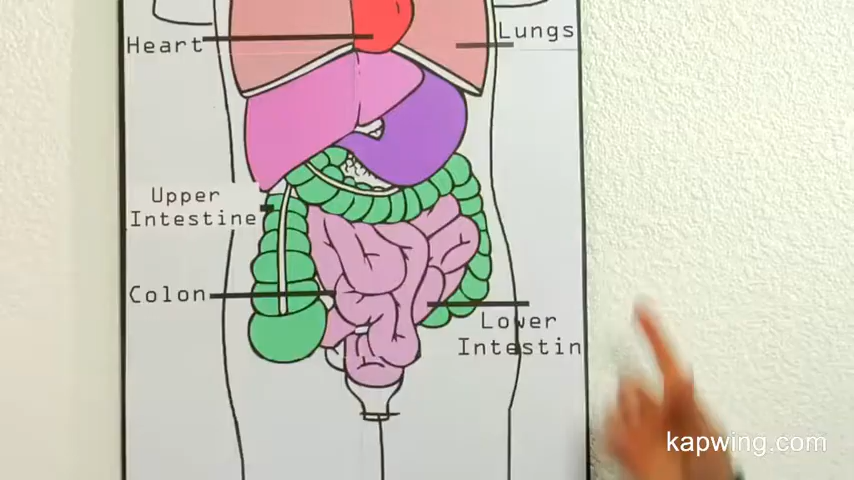 Lungs
Heart
Upper
Intestine
Colon
Lower
Intestin
kapwing.com